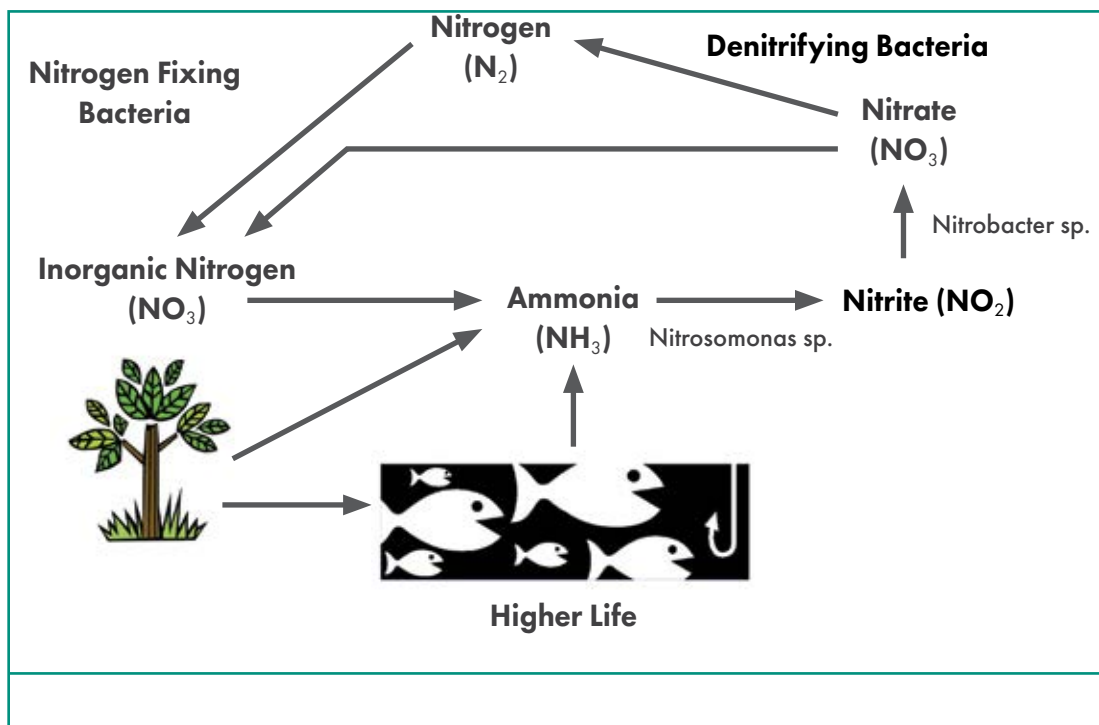 Nitrogen
(N₂)
Denitrifying Bacteria
Nitrogen Fixing
Bacteria
Nitrate
(NO₃)
Nitrobacter sp.
Inorganic Nitrogen
(NO₃)
Ammonia
(NH₃)
Nitrite (NO₂)
Nitrosomonas sp.
Higher Life